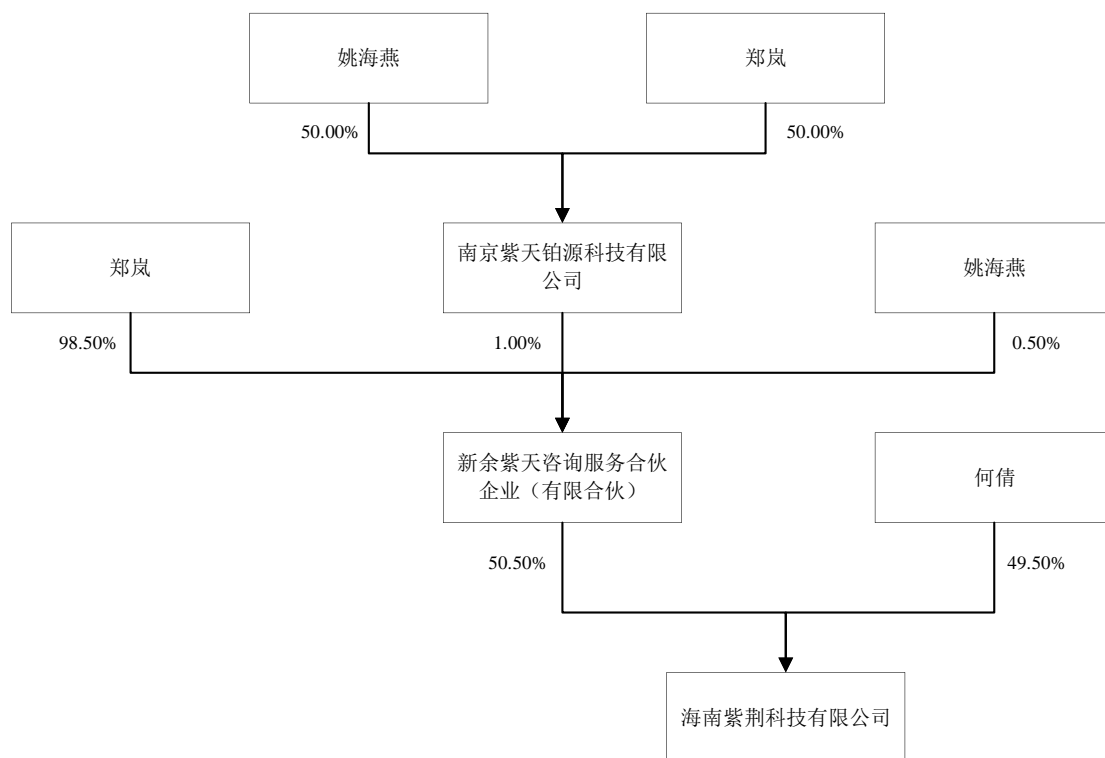 姚海燕
郑岚
50.00%
50.00%
郑岚
南京紫天铂源科技有限
公司
姚海燕
98.50%
1.00%
0.50%
新余紫天咨询服务合伙
企业（有限合伙）
何倩
50.50%
49.50%
海南紫荆科技有限公司